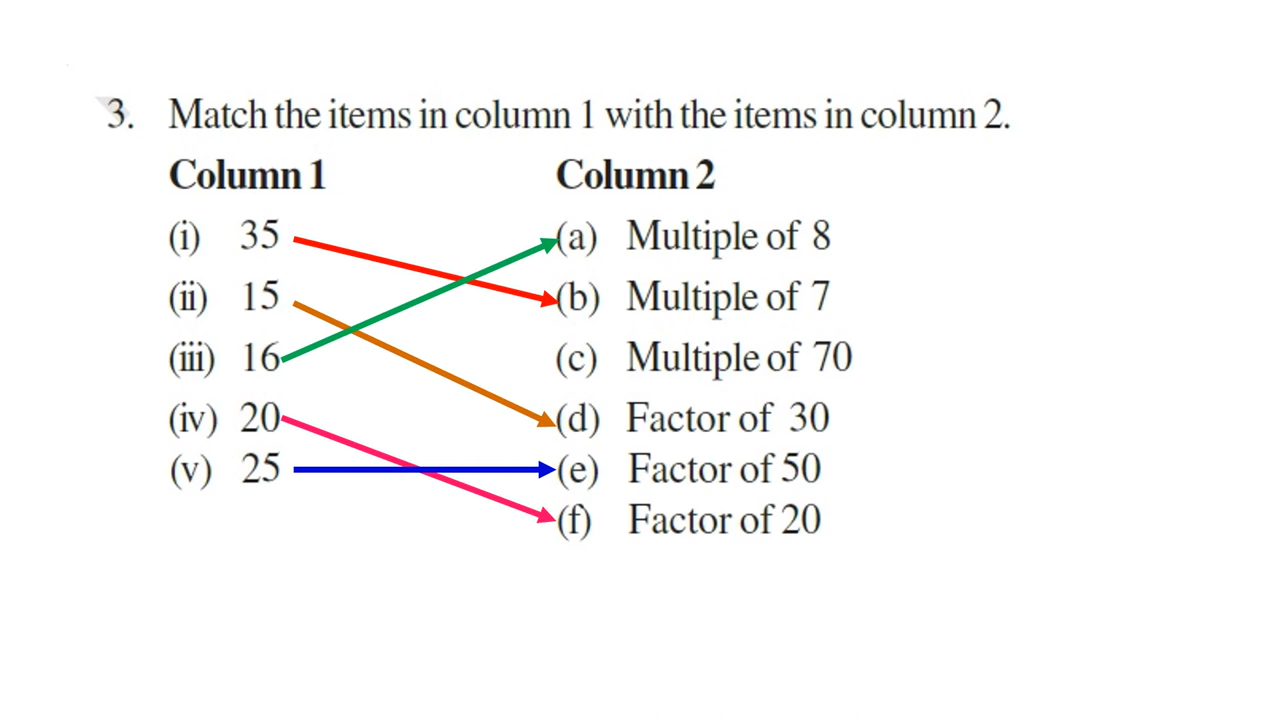 3. Match the items in column 1 with the items in column 2.
Column 1 Column 2
(i) 35 (a) Multiple of 8
(ii) 15 (b) Multiple of 7
(iii) 16 (c) Multiple of 70
(iv) 20 (d) Factor of 30
(v) 25 (e) Factor of 50
(f) Factor of 20